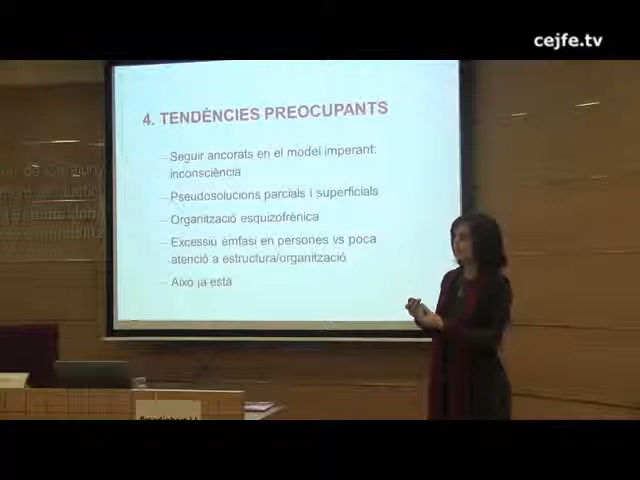 cejfe.tv
4. TENDÈNCIES PREOCUPANTS
– Seguir ancorats en el model imperant:
inconsciència
– Pseudosolucions parcials i superficials
– Organització esquizofrènica
– Excessiu èmfasi en persones vs poca
atenció a estructura/organització
– Això ja està